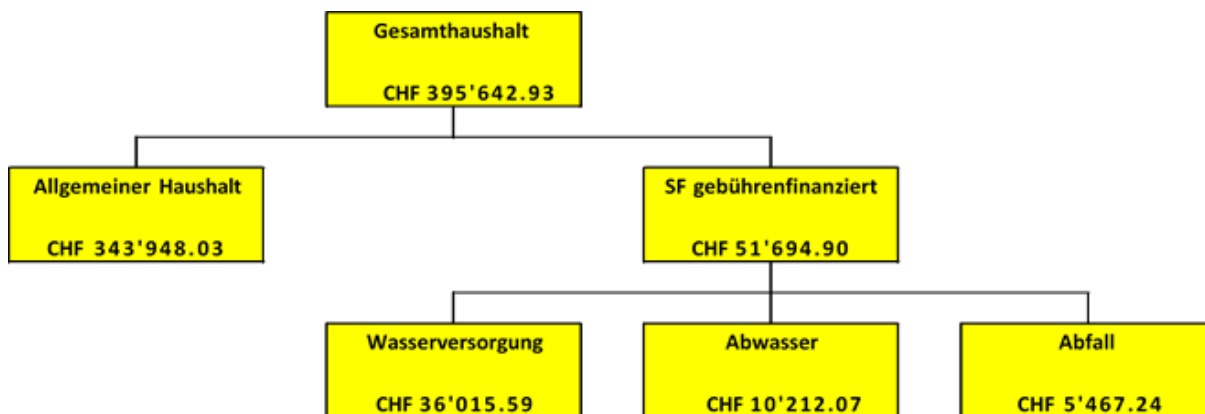 Gesamthaushalt
CHF 395'642.93
Allgemeiner Haushalt
CHF 343'948.03
SF gebührenfinanziert
CHF 51'694.90
Wasserversorgung
CHF 36'015.59
Abwasser
CHF 10'212.07
Abfall
CHF 5'467.24